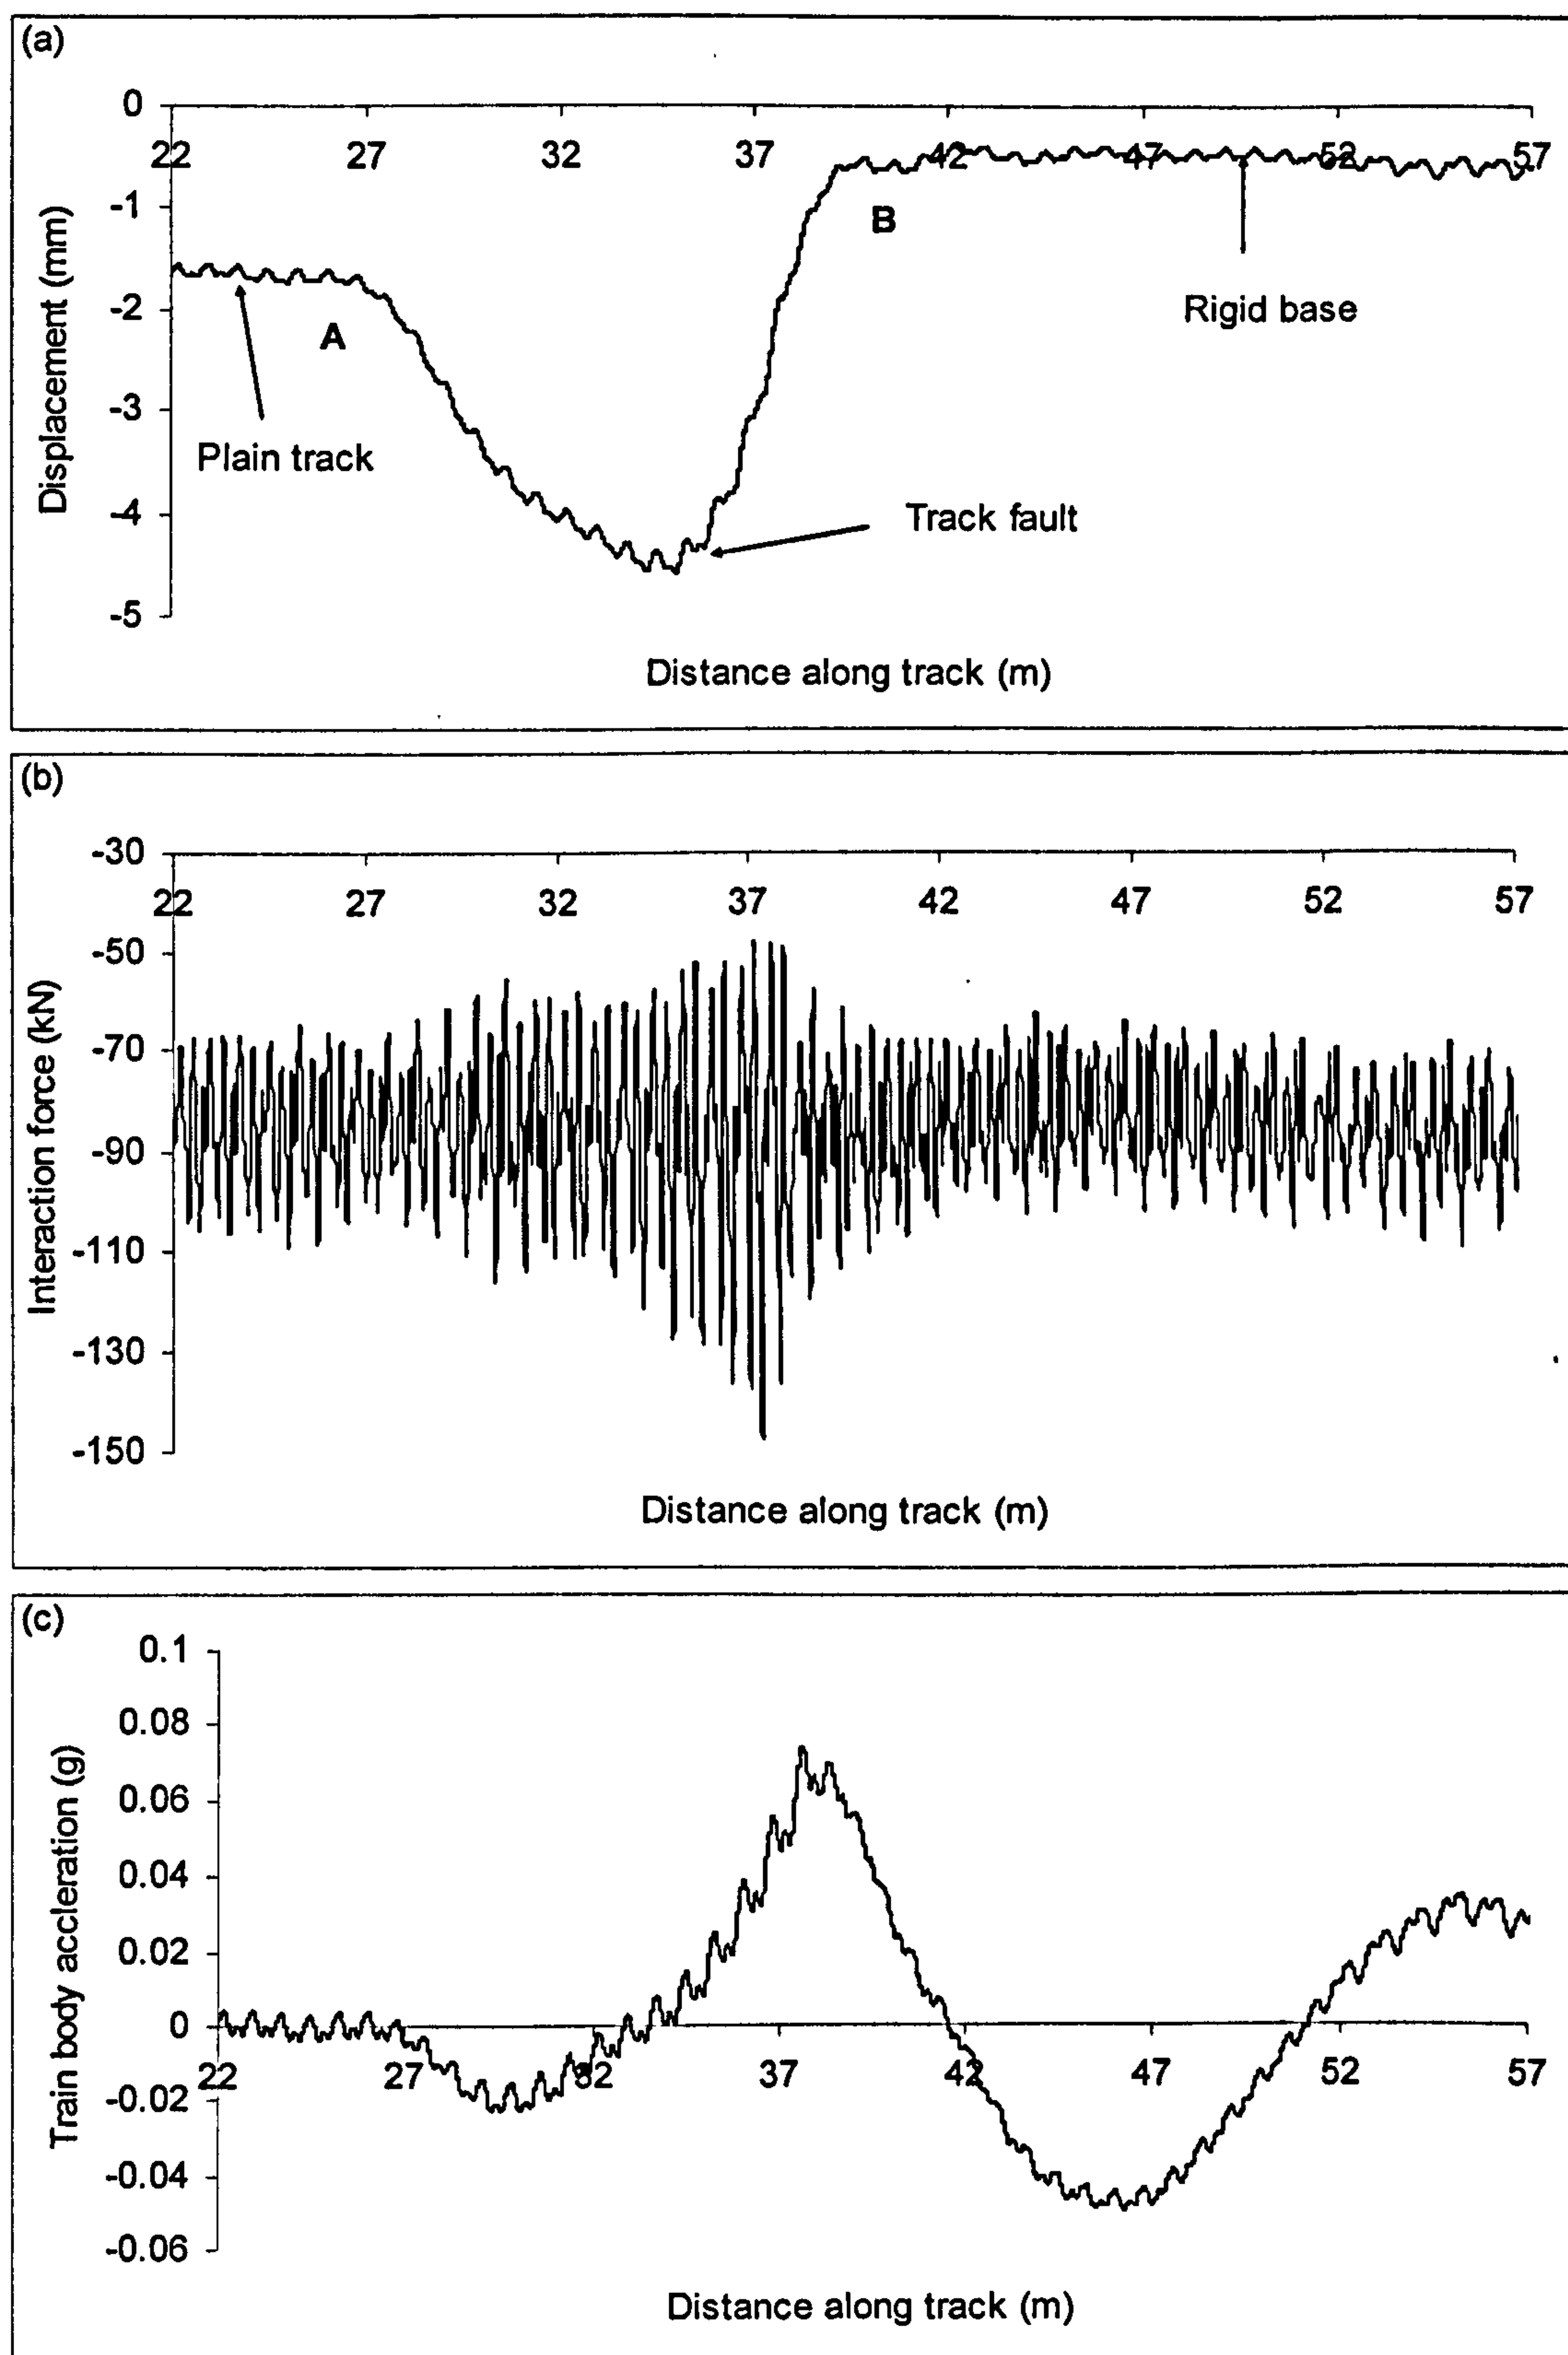 (a)
0
22 27 32 37 42 47 52 57
-1
B
-2
A
Rigid base
-3
Plain track
-4
Track fault
-5
Displacement (mm)
Distance along track (m)
(b)
-30
22 27 32 37 42 47 52 57
-50
-70
-90
-110
-130
-150
Interaction force (kN)
Distance along track (m)
(c)
0.1
0.08
0.06
0.04
0.02
0
22 27 32 37 42 47 52 57
-0.02
-0.04
-0.06
Train body accleration (g)
Distance along track (m)